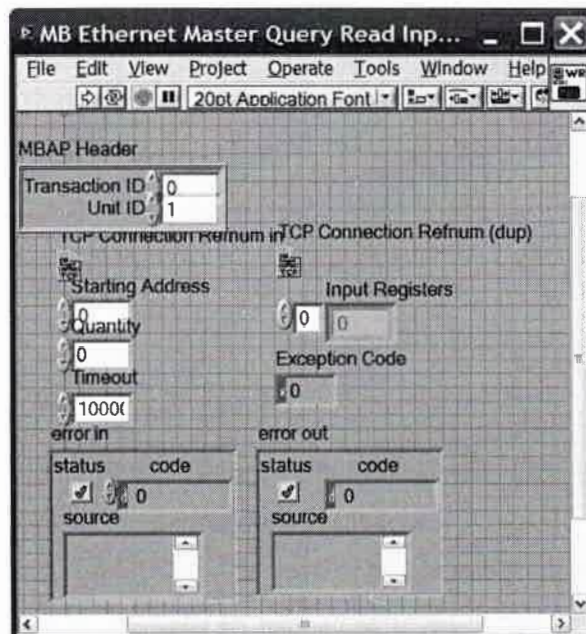 MB Ethernet Master Query Read Inp...
File Edit View Project Operate Tools Window Help
20pt Application Font
MBAP Header
Transaction ID 0
Unit ID 1
TCP Connection Refnum in TCP Connection Refnum (dup)
Starting Address
0
Input Registers
0 0
Quantity
0
Exception Code
0
Timeout
1000
error in error out
status code status code
0 0
source source